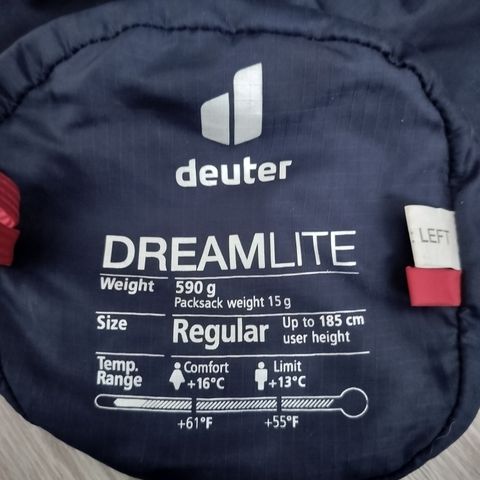 deuter
DREAMLITE
Weight 590 g
Packsack weight 15 g
Size Regular Up to 185 cm
user height
Temp. Comfort Limit
Range +16°C +13°C
+61°F +55°F
LEFT